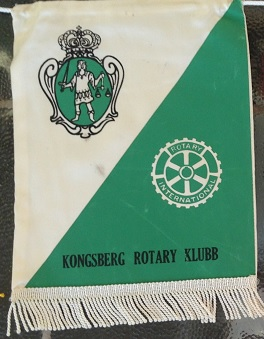 ROTARY
INTERNATIONAL
KONGSBERG ROTARY KLUBB